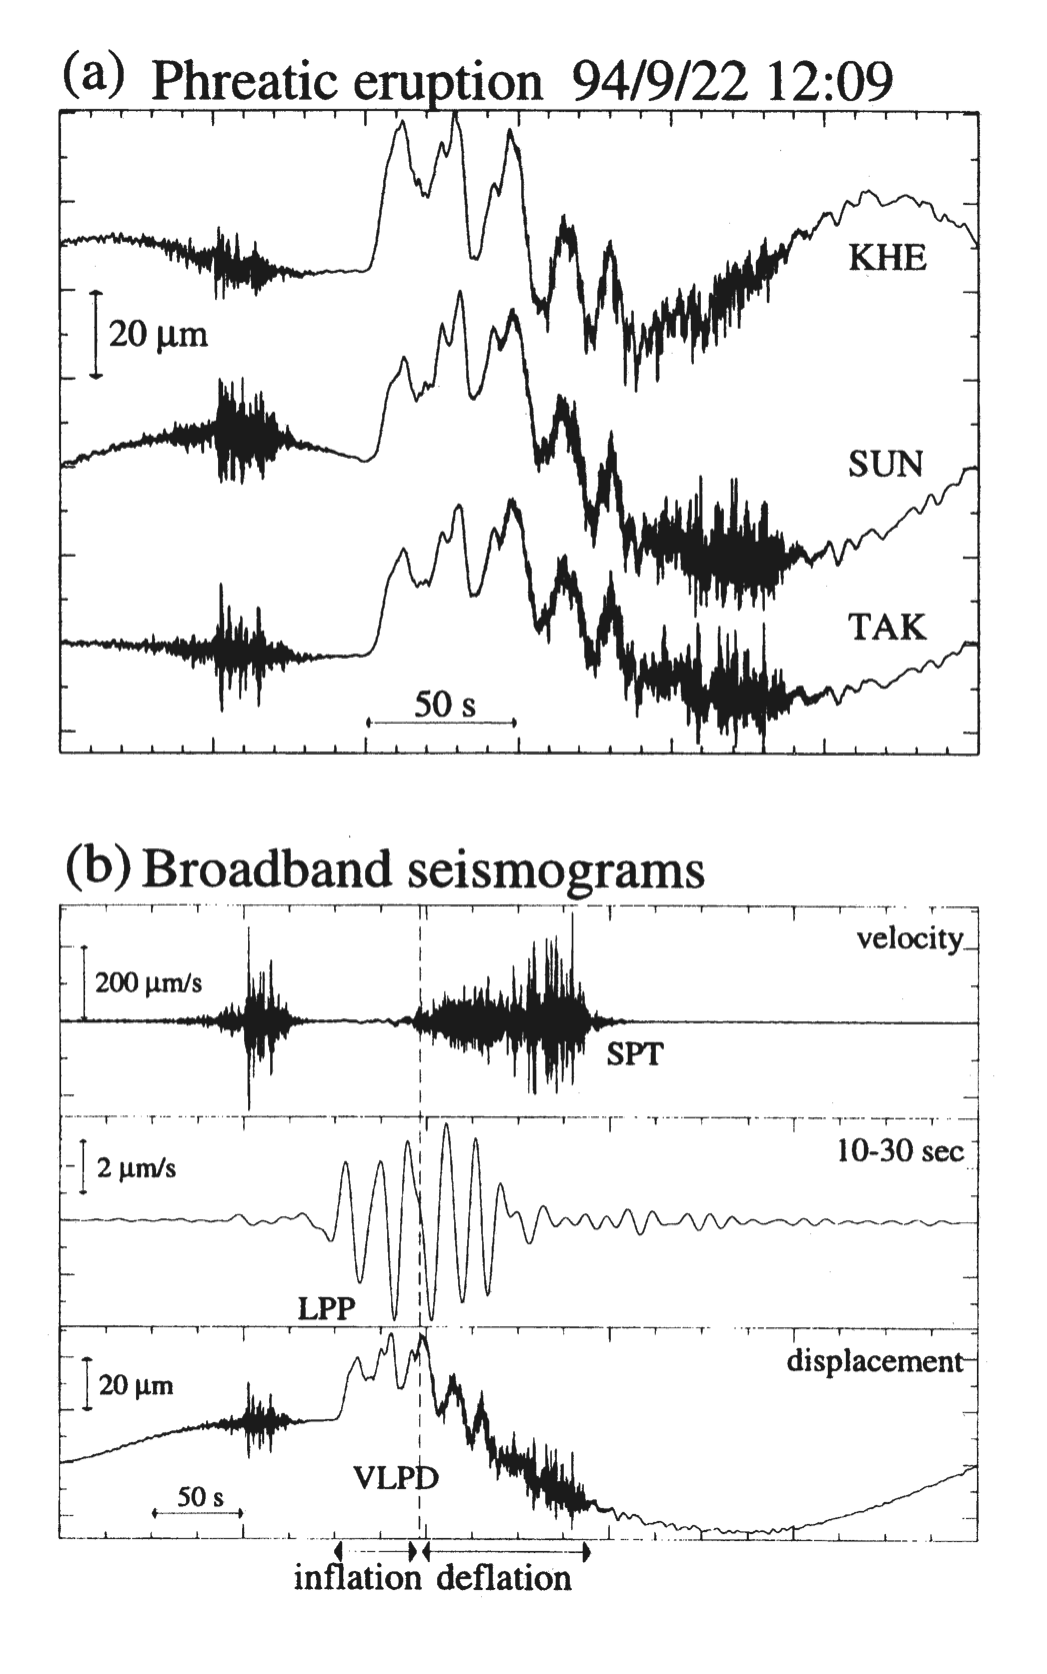 (a) Phreatic eruption 94/9/22 12:09
KHE
20 μm
SUN
TAK
50 s
(b) Broadband seismograms
velocity
200 μm/s
SPT
10-30 sec
2 μm/s
LPP
displacement
20 μm
VLPD
50 s
inflation deflation